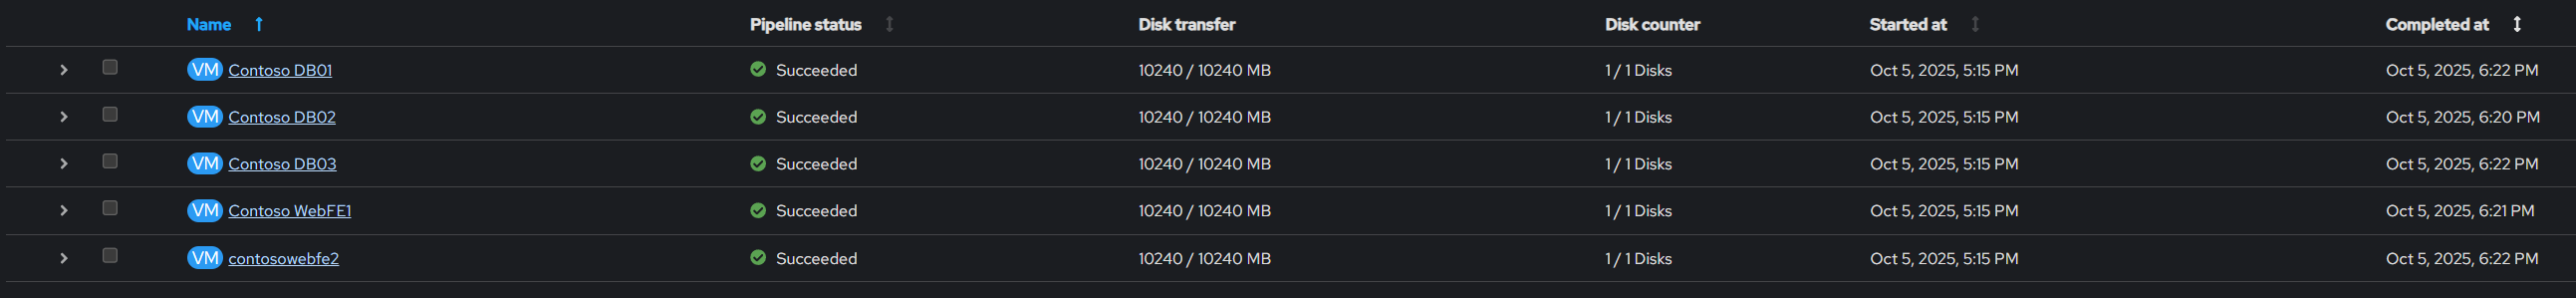 Name Pipeline status Disk transfer Disk counter Started at Completed at
VM Contoso DB01 Succeeded 10240 / 10240 MB 1 / 1 Disks Oct 5, 2025, 5:15 PM Oct 5, 2025, 6:22 PM
VM Contoso DB02 Succeeded 10240 / 10240 MB 1 / 1 Disks Oct 5, 2025, 5:15 PM Oct 5, 2025, 6:20 PM
VM Contoso DB03 Succeeded 10240 / 10240 MB 1 / 1 Disks Oct 5, 2025, 5:15 PM Oct 5, 2025, 6:22 PM
VM Contoso WebFE1 Succeeded 10240 / 10240 MB 1 / 1 Disks Oct 5, 2025, 5:15 PM Oct 5, 2025, 6:21 PM
VM contosowebfe2 Succeeded 10240 / 10240 MB 1 / 1 Disks Oct 5, 2025, 5:15 PM Oct 5, 2025, 6:22 PM